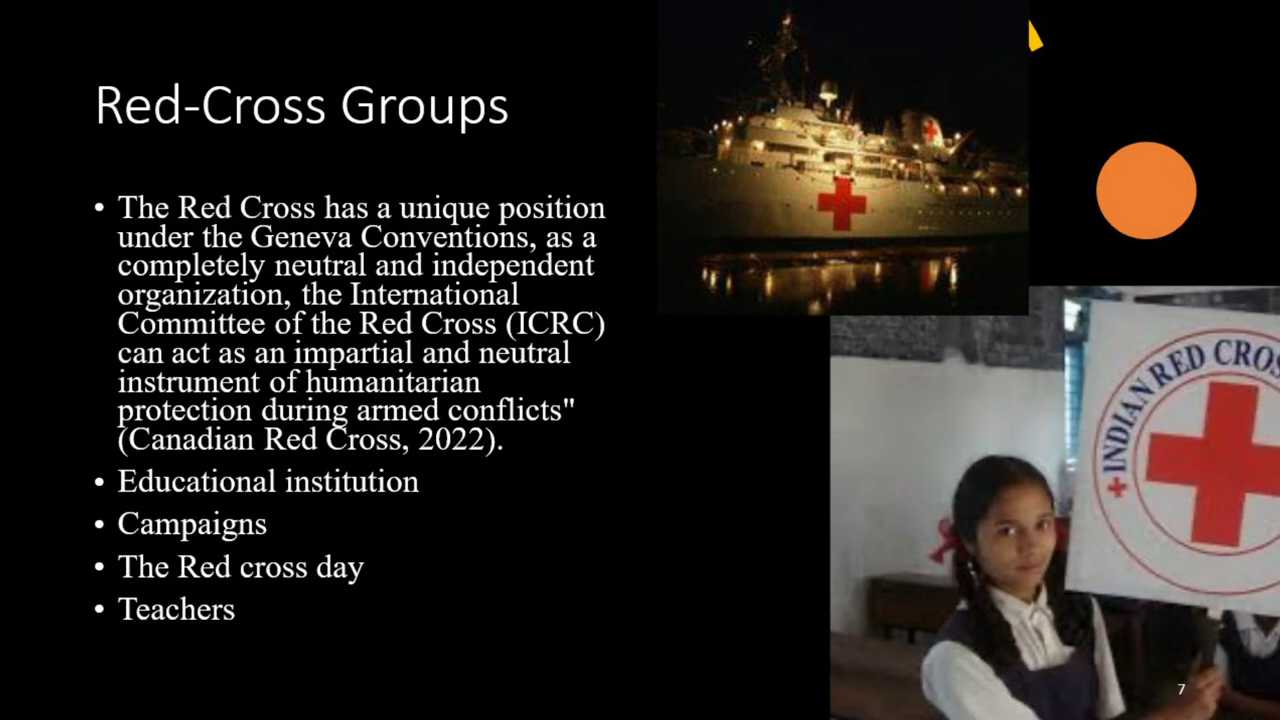 Red-Cross Groups
• The Red Cross has a unique position
under the Geneva Conventions, as a
completely neutral and independent
organization, the International
Committee of the Red Cross (ICRC)
can act as an impartial and neutral
instrument of humanitarian
protection during armed conflicts"
(Canadian Red Cross, 2022).
• Educational institution
• Campaigns
• The Red cross day
• Teachers
INDIAN RED CROS
7